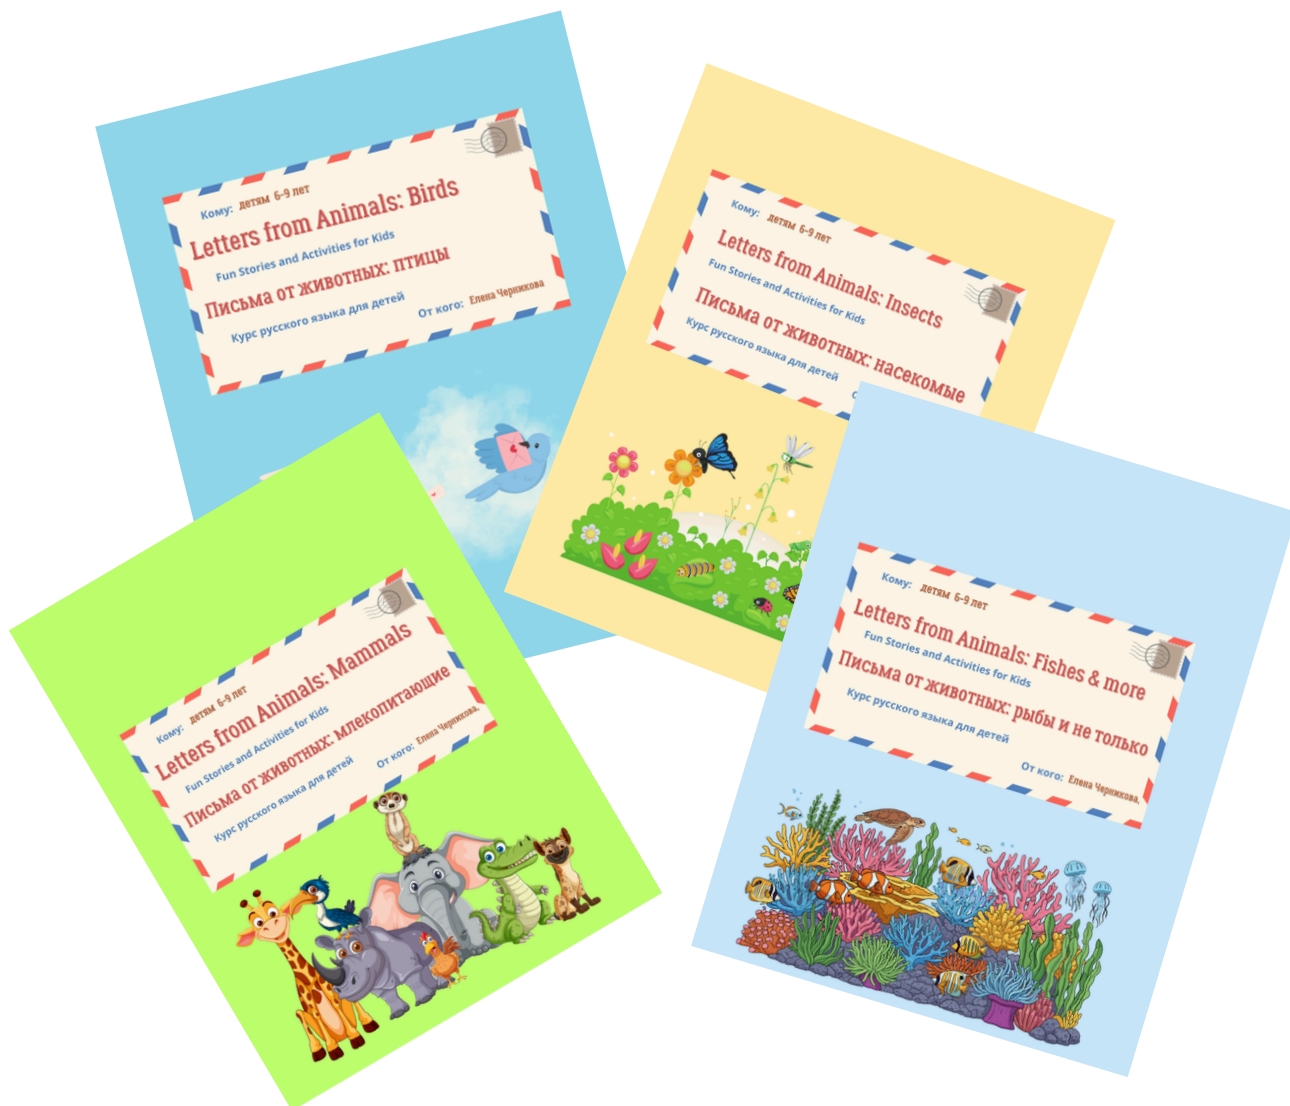 Кому: детям 6-9 лет
Letters from Animals: Birds
Fun Stories and Activities for Kids
Письма от животных: птицы
Курс русского языка для детей
От кого: Елена Черникова
Кому: детям 6-9 лет
Letters from Animals: Insects
Fun Stories and Activities for Kids
Письма от животных: насекомые
Курс русского языка для детей
Кому: детям 6-9 лет
Letters from Animals: Mammals
Fun Stories and Activities for Kids
Письма от животных: млекопитающие
Курс русского языка для детей
От кого: Елена Черникова,
Кому: детям 6-9 лет
Letters from Animals: Fishes & more
Fun Stories and Activities for Kids
Письма от животных: рыбы и не только
Курс русского языка для детей
От кого: Елена Черникова,